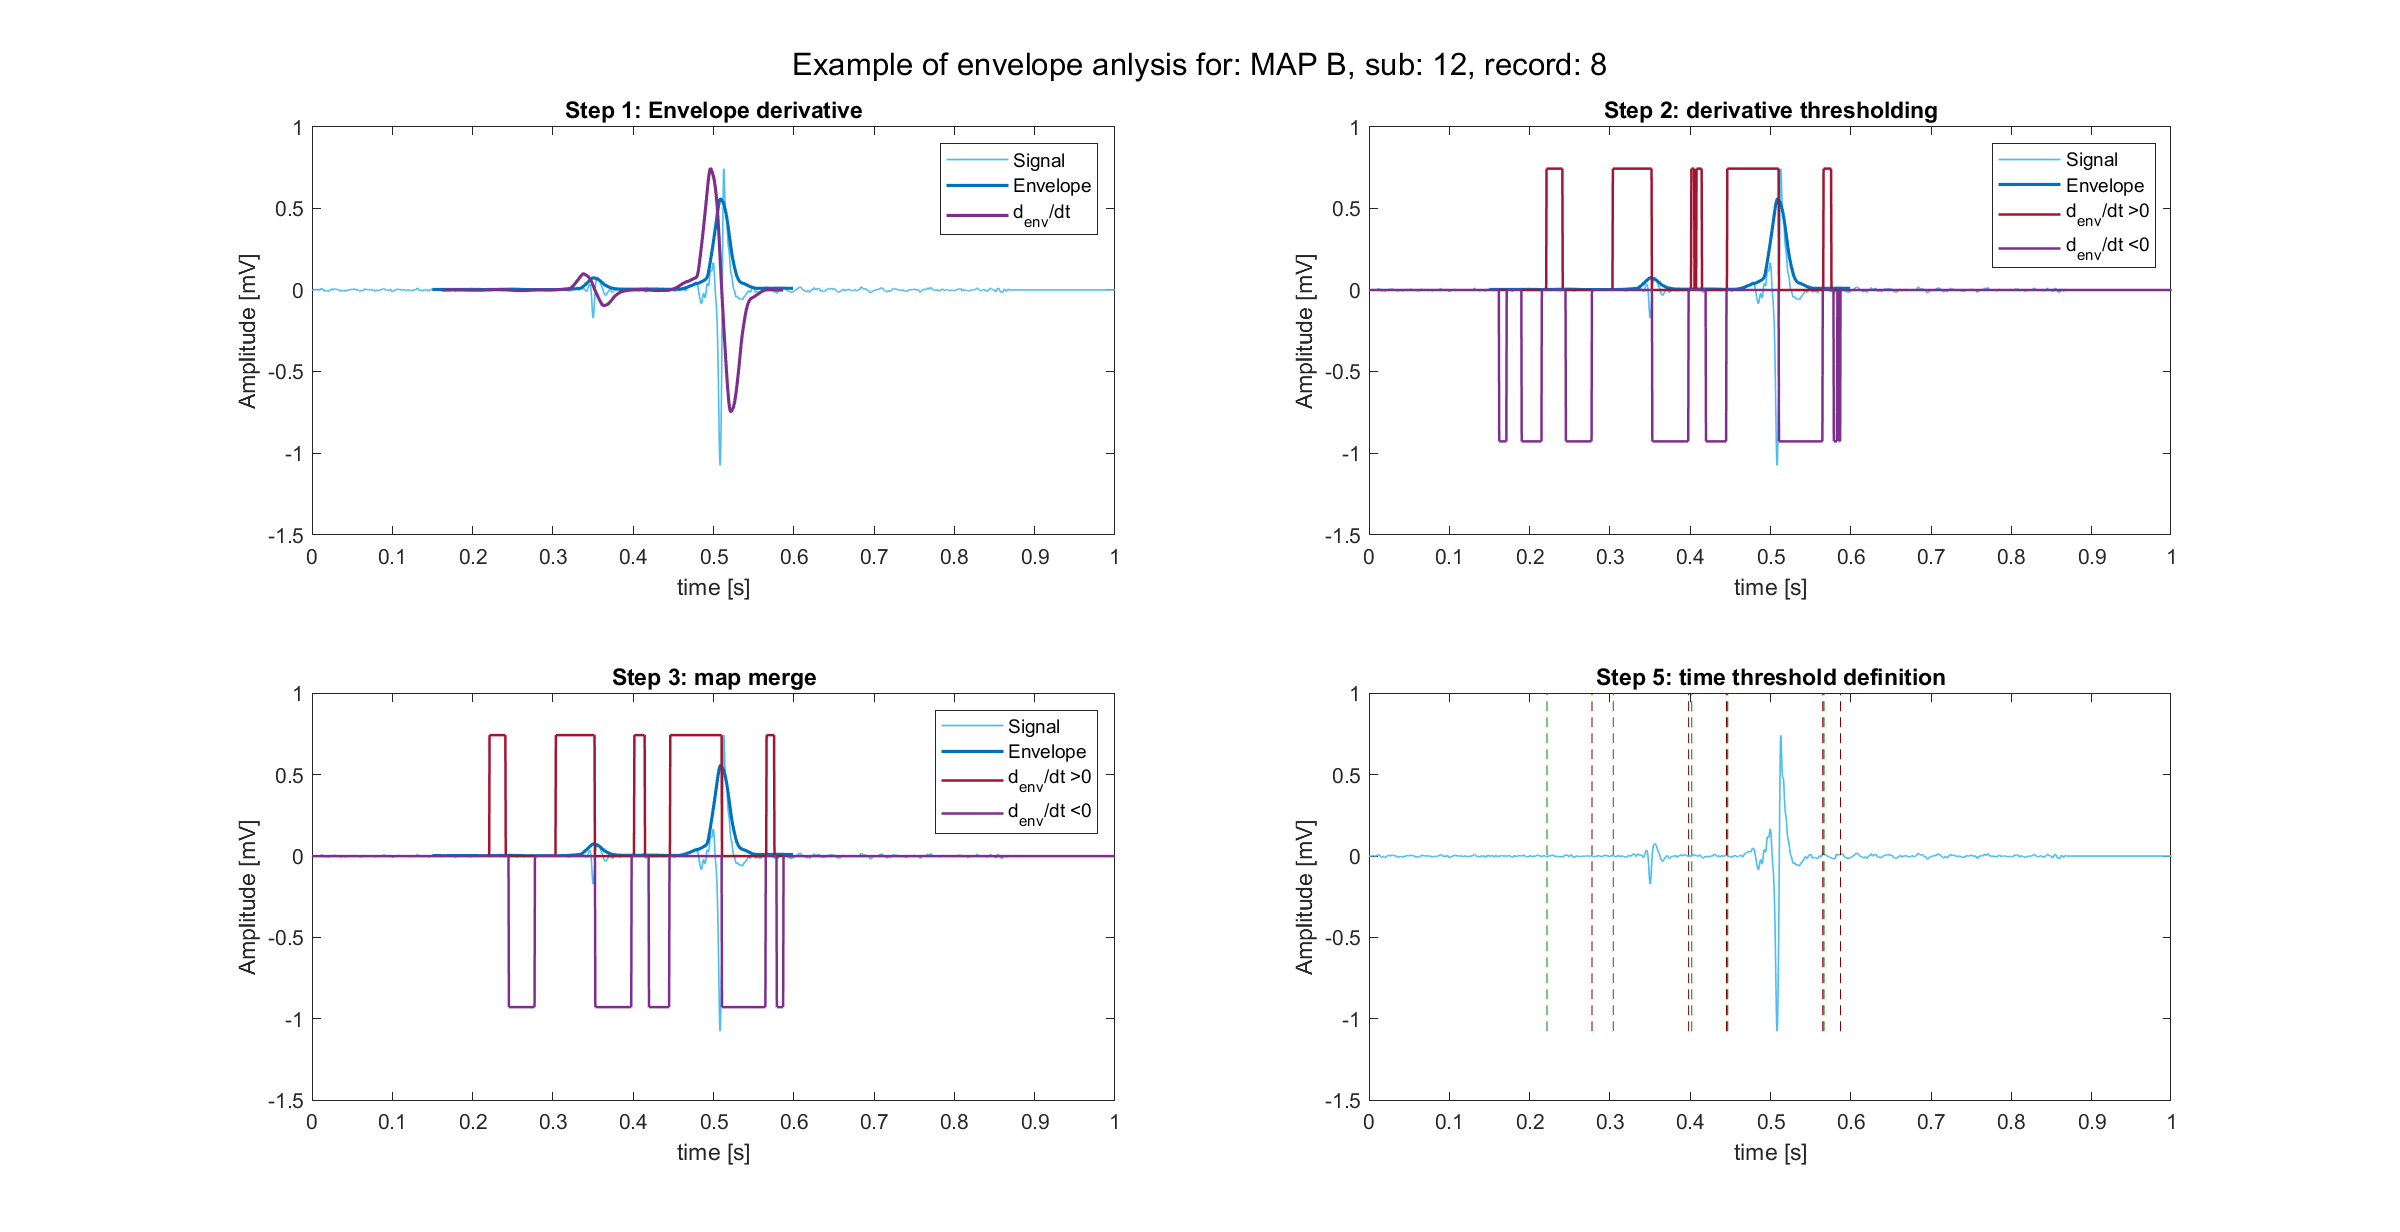 Example of envelope anlysis for: MAP B, sub: 12, record: 8
Step 1: Envelope derivative
Amplitude [mV]
1
0.5
0
-0.5
-1
-1.5
Signal
Envelope
d_env/dt
0 0.1 0.2 0.3 0.4 0.5 0.6 0.7 0.8 0.9 1
time [s]
Step 2: derivative thresholding
Amplitude [mV]
1
0.5
0
-0.5
-1
-1.5
Signal
Envelope
d_env/dt >0
d_env/dt <0
0 0.1 0.2 0.3 0.4 0.5 0.6 0.7 0.8 0.9 1
time [s]
Step 3: map merge
Amplitude [mV]
1
0.5
0
-0.5
-1
-1.5
Signal
Envelope
d_env/dt >0
d_env/dt <0
0 0.1 0.2 0.3 0.4 0.5 0.6 0.7 0.8 0.9 1
time [s]
Step 5: time threshold definition
Amplitude [mV]
1
0.5
0
-0.5
-1
-1.5
0 0.1 0.2 0.3 0.4 0.5 0.6 0.7 0.8 0.9 1
time [s]